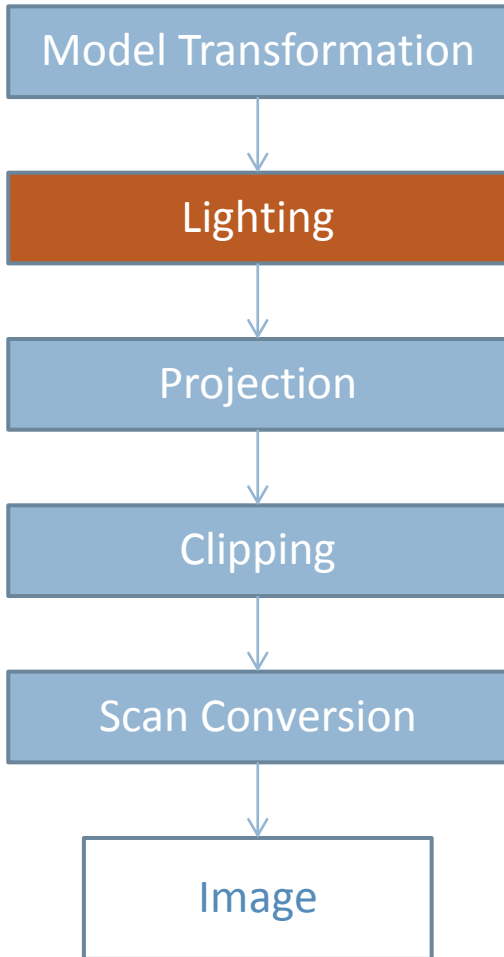 Model Transformation
Lighting
Projection
Clipping
Scan Conversion
Image